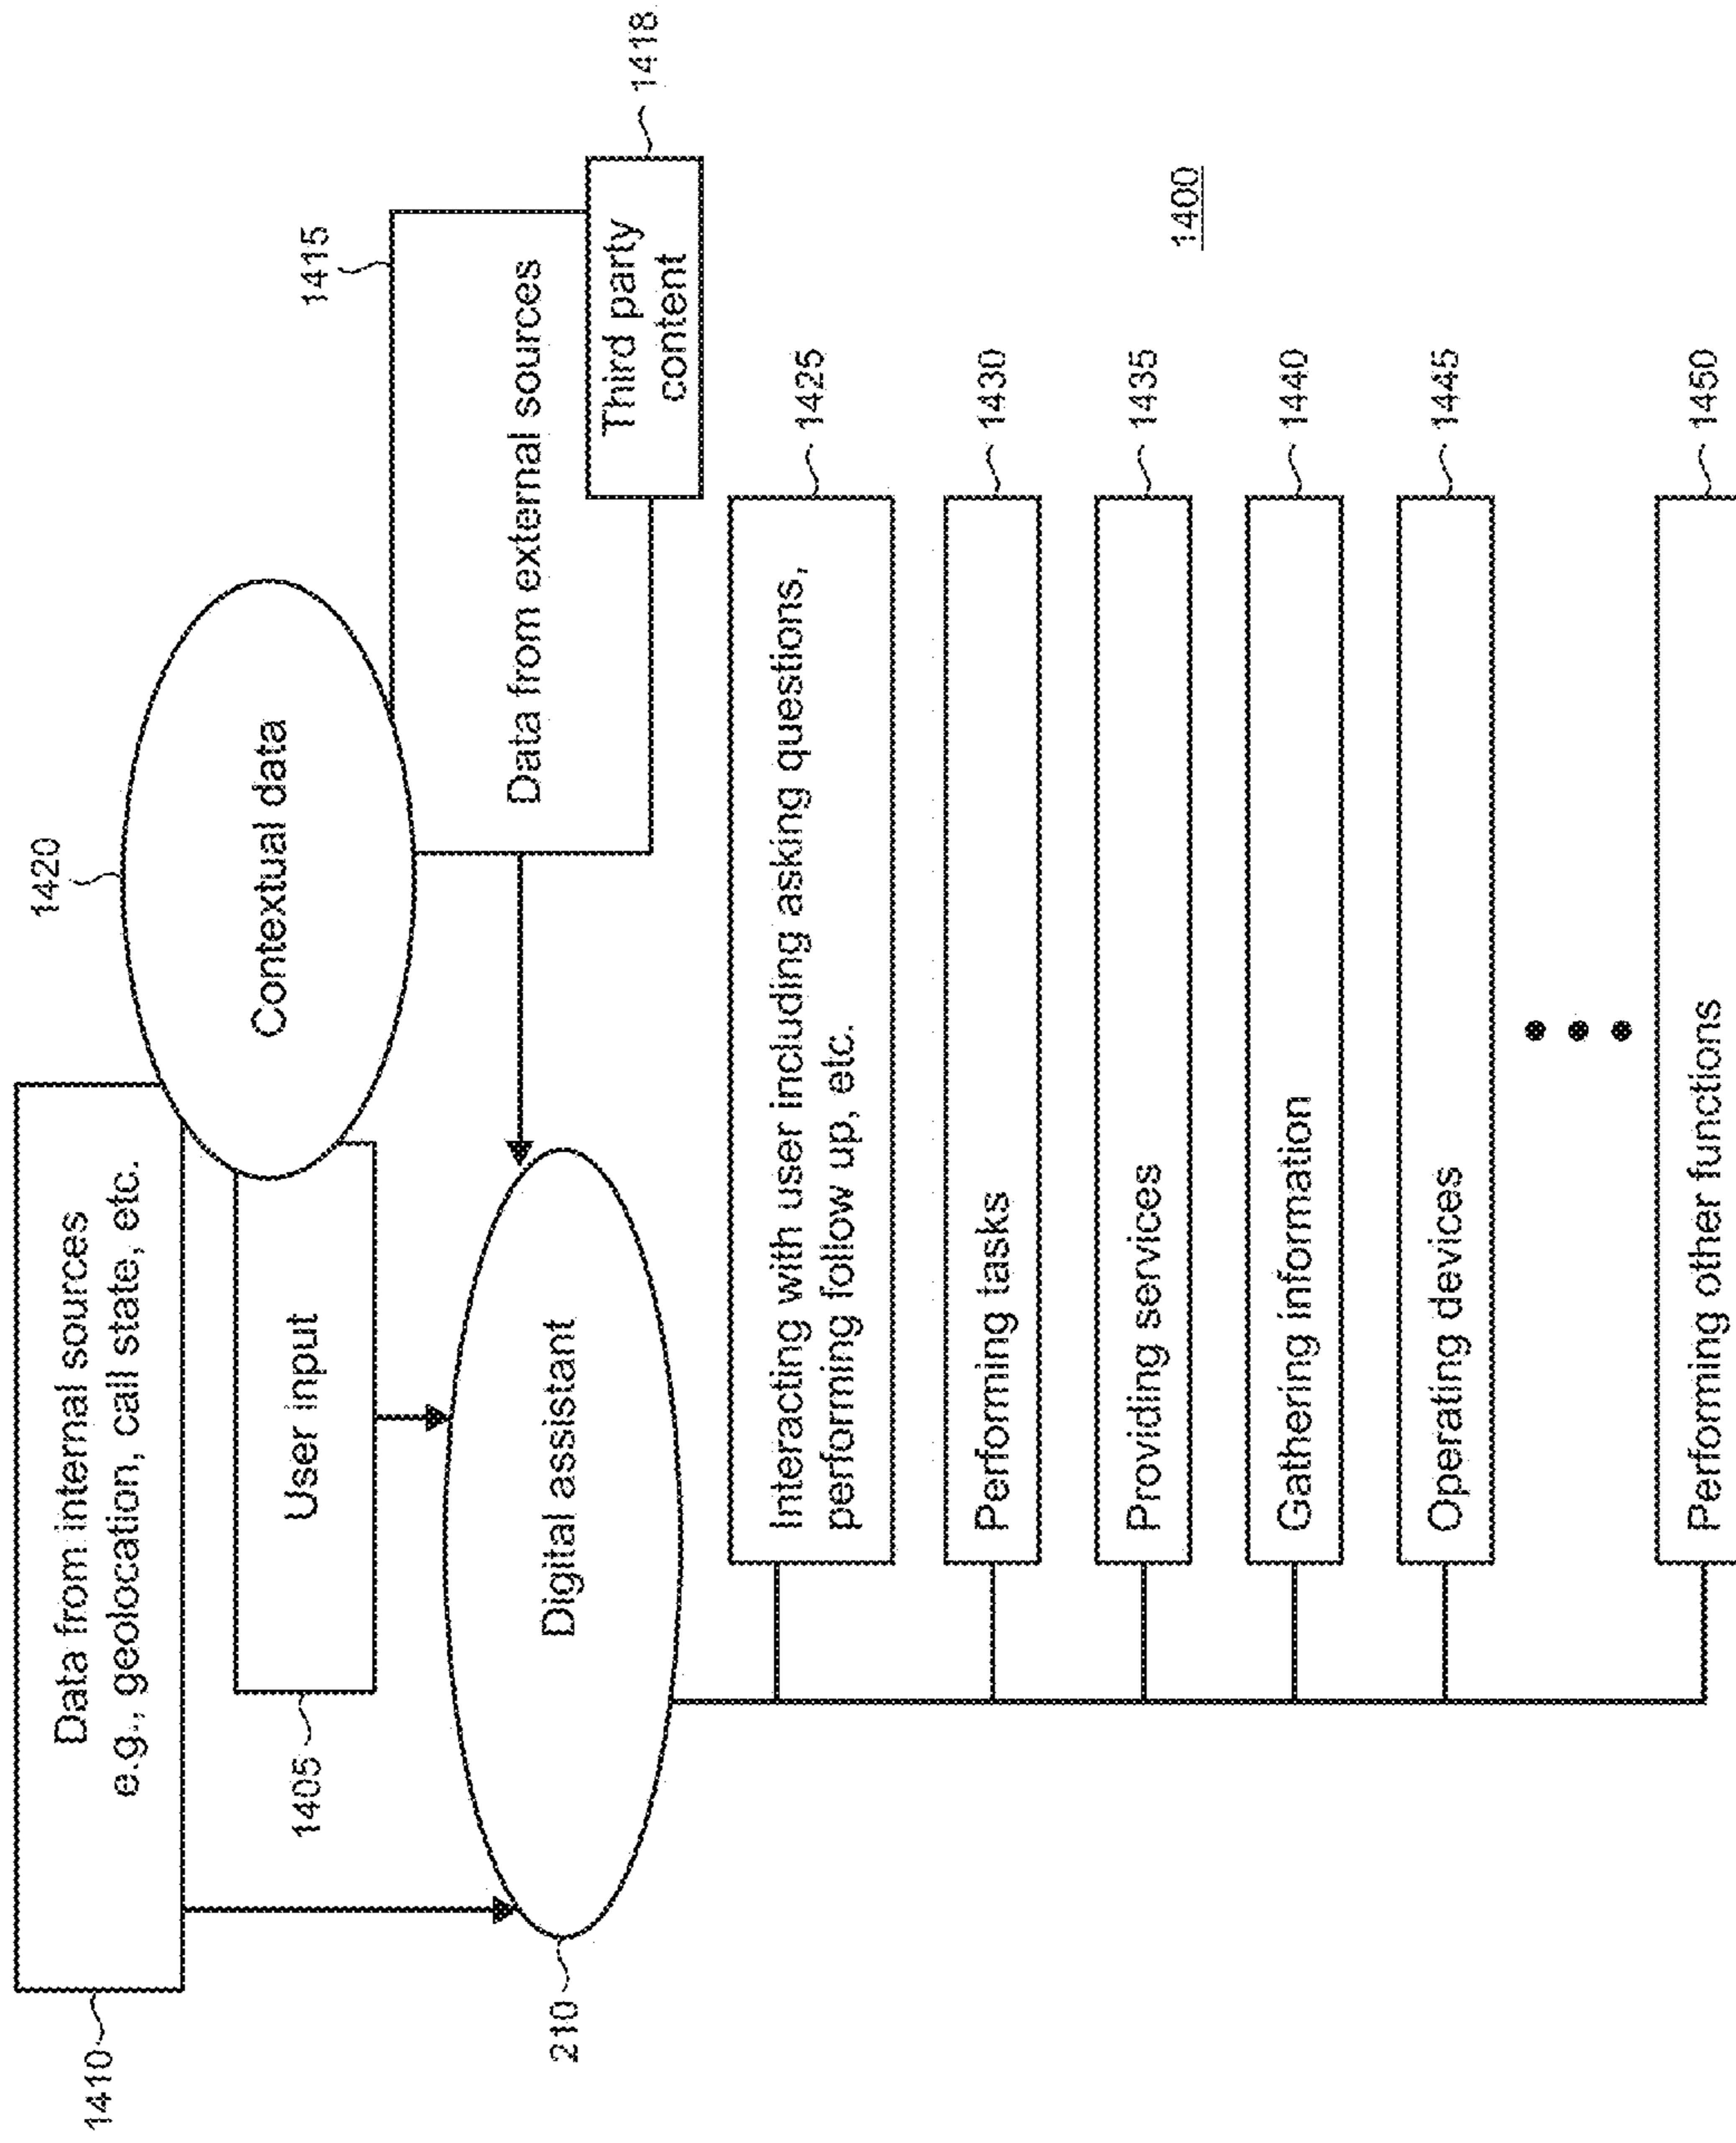 1410
Data from internal sources
e.g., geolocation, call state, etc.
1420
Contextual data
1405
User input
1415
Data from external sources
1418
Third party
content
210
Digital assistant
Interacting with user including asking questions,
performing follow up, etc.
1425
Performing tasks
1430
Providing services
1435
1400
Gathering information
1440
Operating devices
1445
Performing other functions
1450